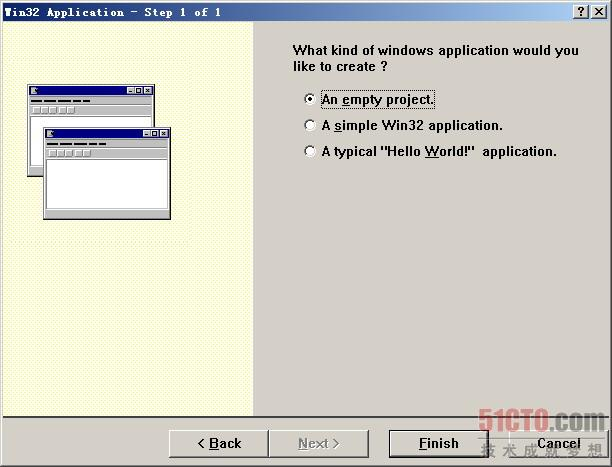 Win32 Application - Step 1 of 1
What kind of windows application would you
like to create ?
An empty project.
A simple Win32 application.
A typical "Hello World!" application.
< Back
Next >
Finish
Cancel
51CTO.com
技术成就梦想